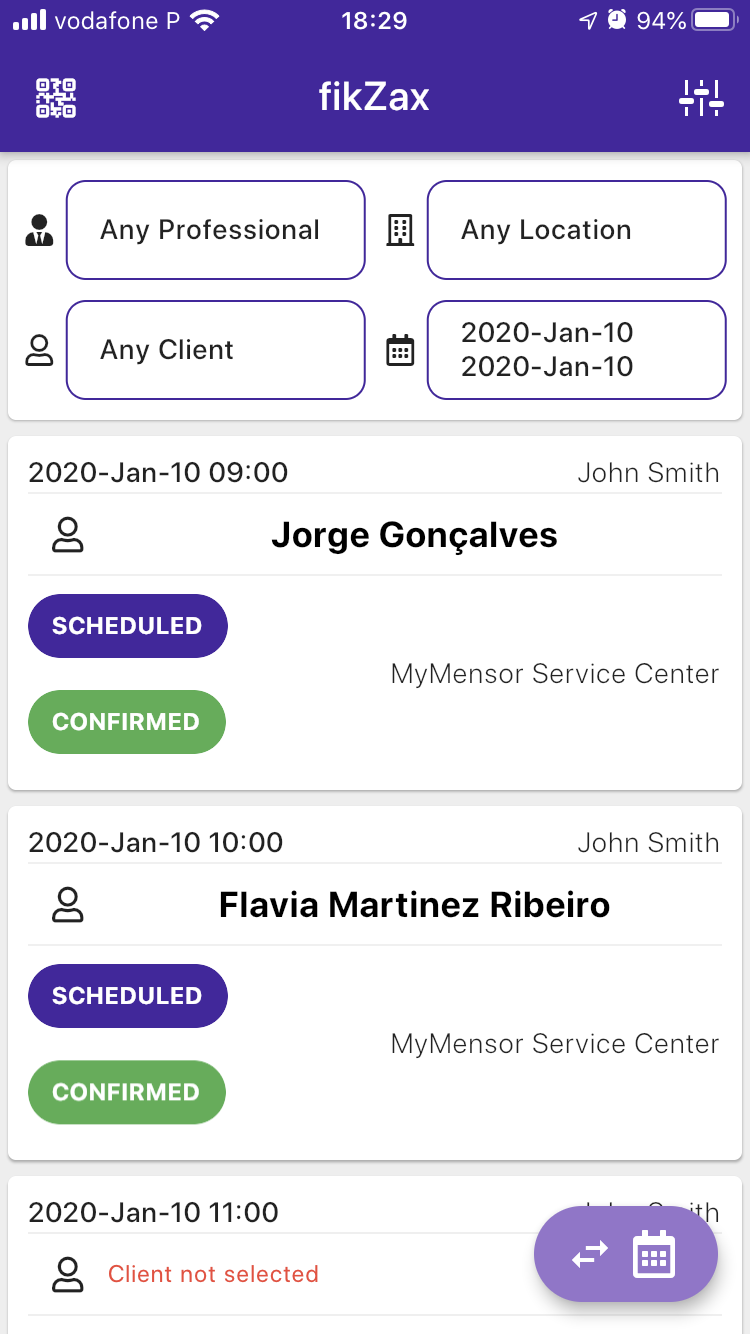 vodafone P 18:29 94%
fikZax
Any Professional Any Location
Any Client 2020-Jan-10
2020-Jan-10
2020-Jan-10 09:00 John Smith
Jorge Gonçalves
SCHEDULED
MyMensor Service Center
CONFIRMED
2020-Jan-10 10:00 John Smith
Flavia Martinez Ribeiro
SCHEDULED
MyMensor Service Center
CONFIRMED
2020-Jan-10 11:00
Client not selected